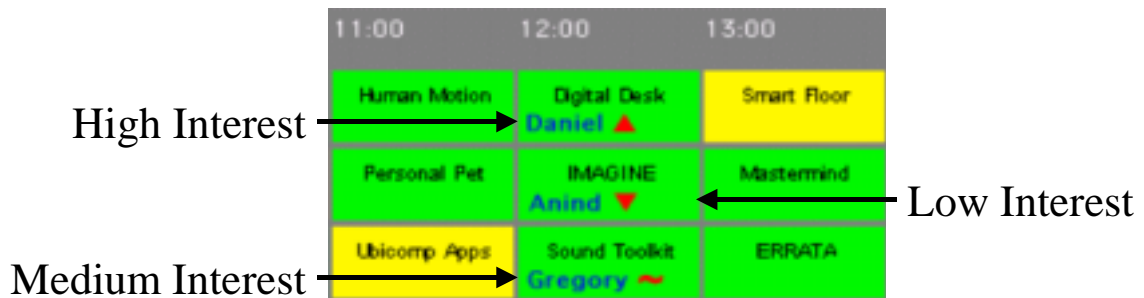 11:00 12:00 13:00
Human Motion Digital Desk Smart Floor
High Interest Daniel
Personal Pet IMAGINE Mastermind
Anind Low Interest
Ubicomp Apps Sound Toolkit ERRATA
Medium Interest Gregory ~